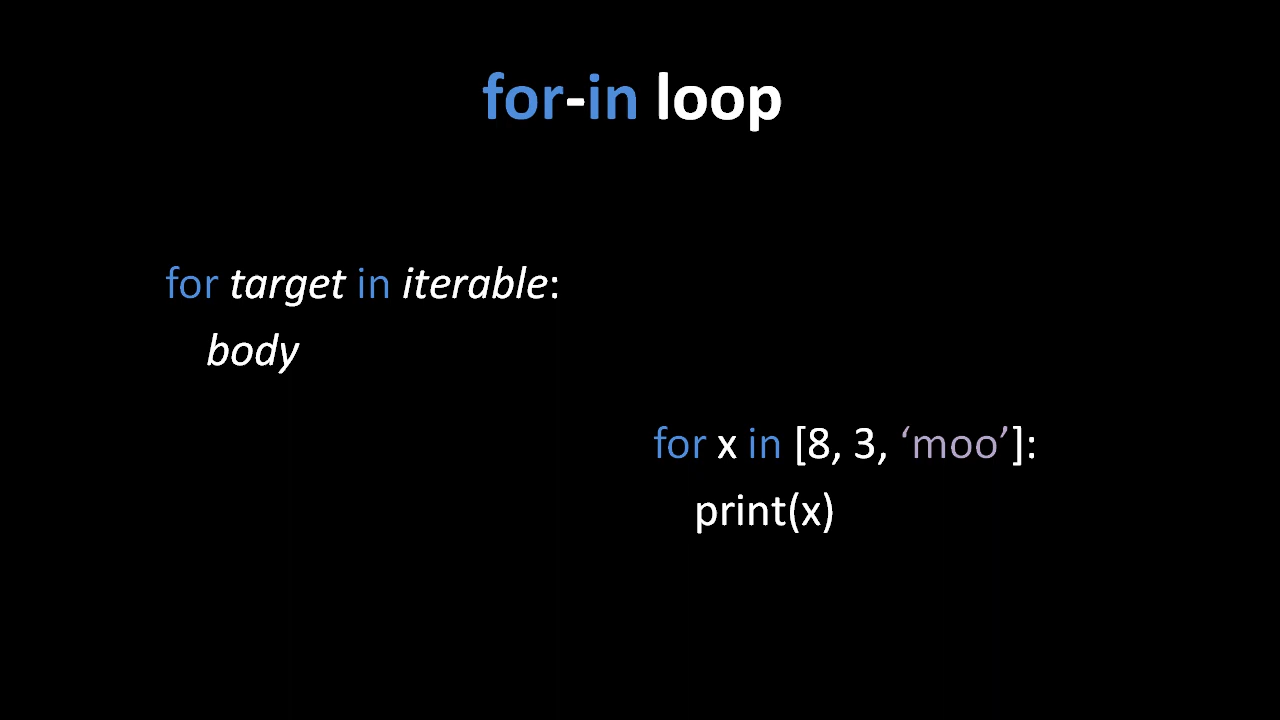 for-in loop
for target in iterable:
body
for x in [8, 3, ‘moo’]:
print(x)